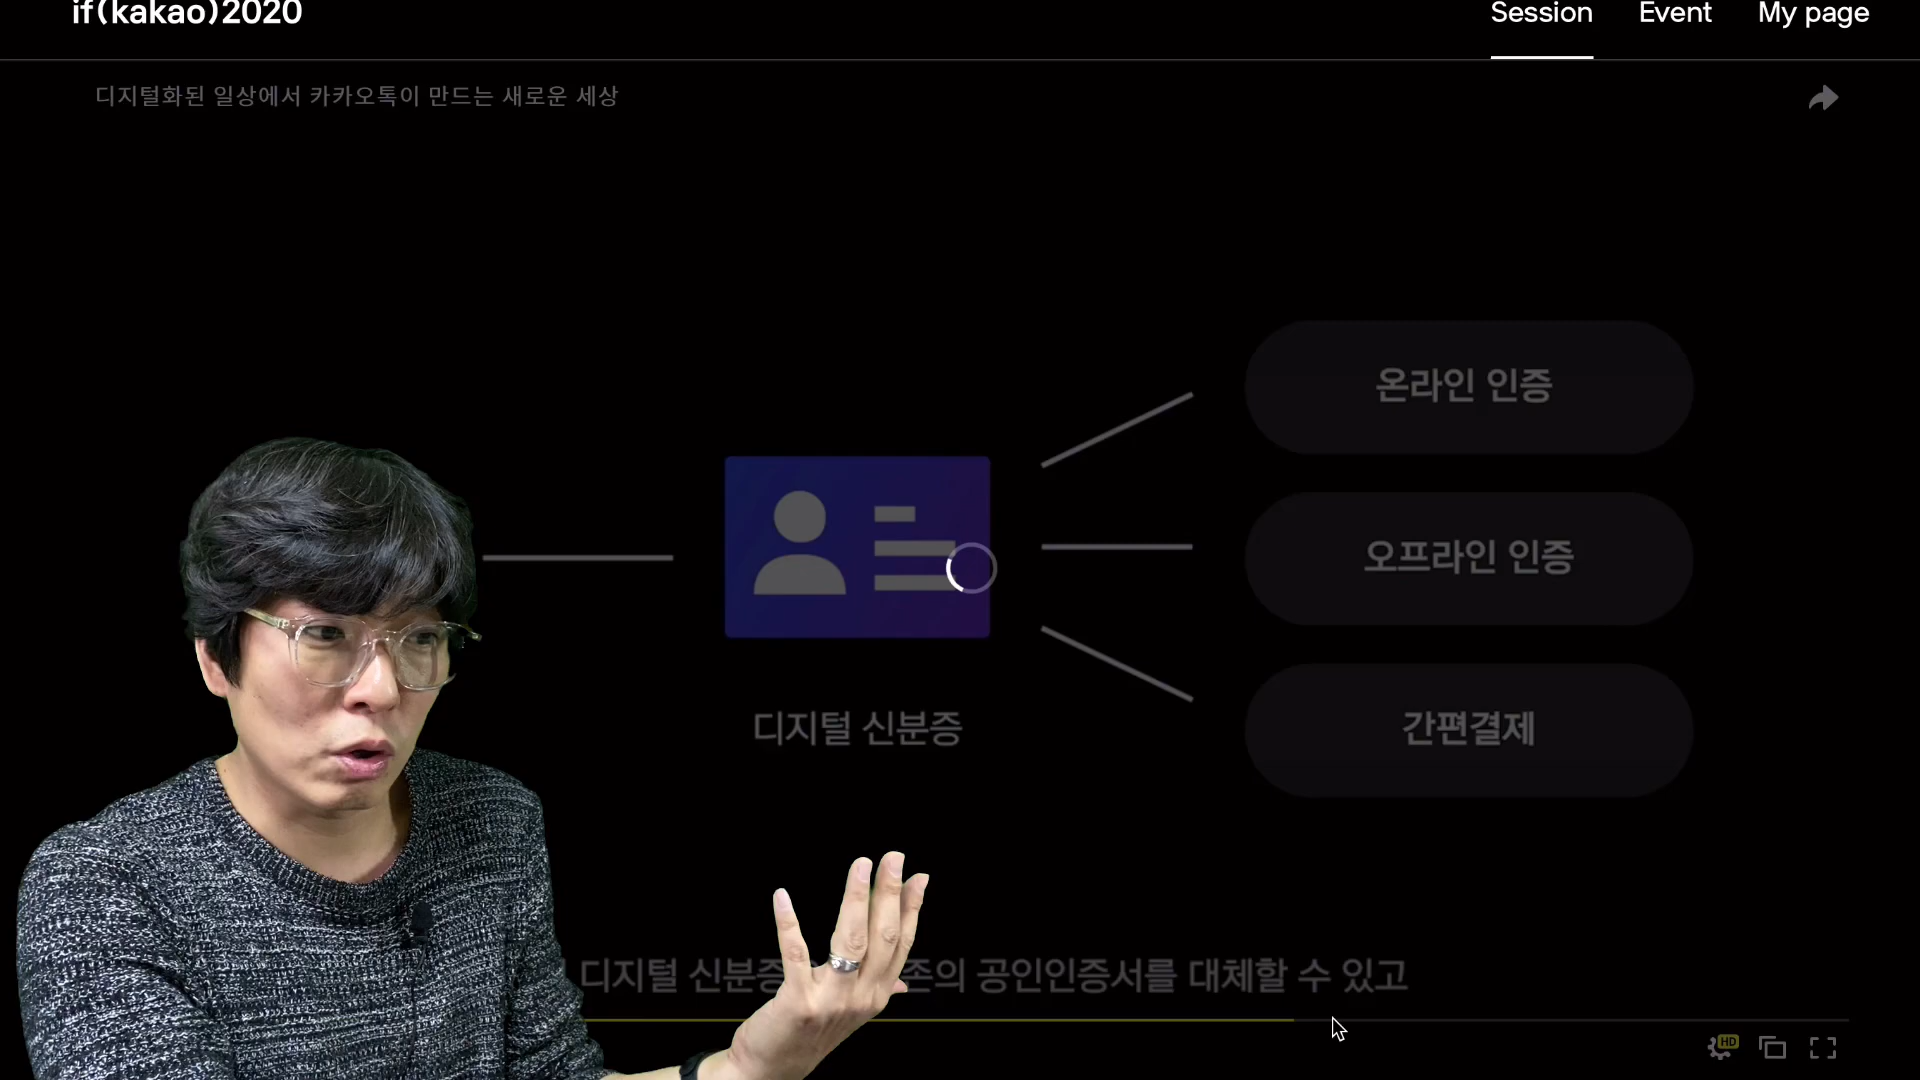 if(kakao)2020
Session Event My page
디지털화된 일상에서 카카오톡이 만드는 새로운 세상
온라인 인증
오프라인 인증
디지털 신분증
간편결제
디지털 신분증 존의 공인인증서를 대체할 수 있고
HD